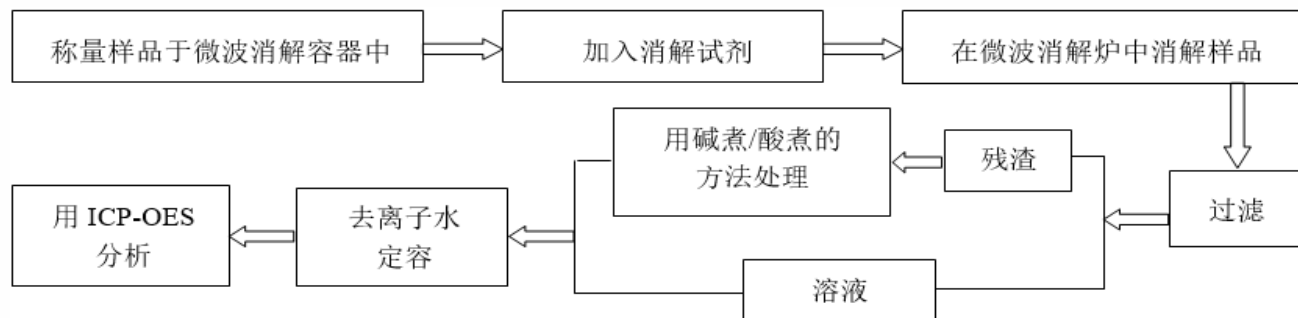 称量样品于微波消解容器中
加入消解试剂
在微波消解炉中消解样品
过滤
残渣
用碱煮/酸煮的
方法处理
溶液
去离子水
定容
用 ICP-OES
分析